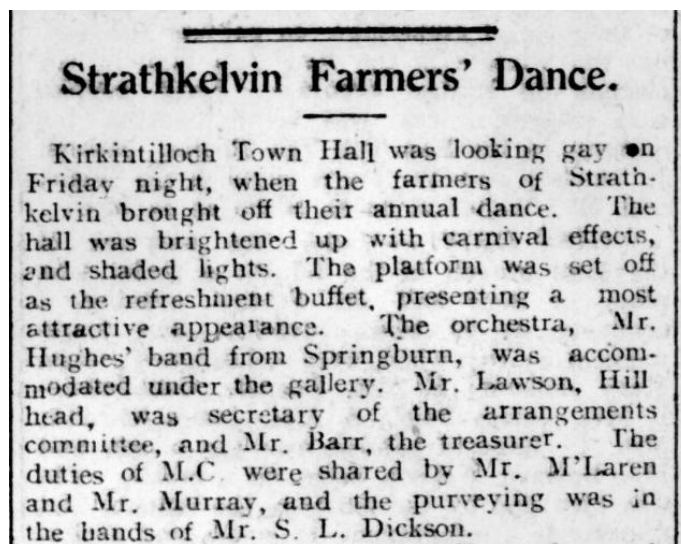 Strathkelvin Farmers' Dance.
Kirkintilloch Town Hall was looking gay on
Friday night, when the farmers of Strath-
kelvin brought off their annual dance. The
hall was brightened up with carnival effects,
and shaded lights. The platform was set off
as the refreshment buffet, presenting a most
attractive appearance. The orchestra, Mr.
Hughes' band from Springburn, was accom-
modated under the gallery. Mr. Lawson, Hill
head, was secretary of the arrangements
committee, and Mr. Barr, the treasurer. The
duties of M.C. were shared by Mr. M'Laren
and Mr. Murray, and the purveying was in
the hands of Mr. S. L. Dickson.